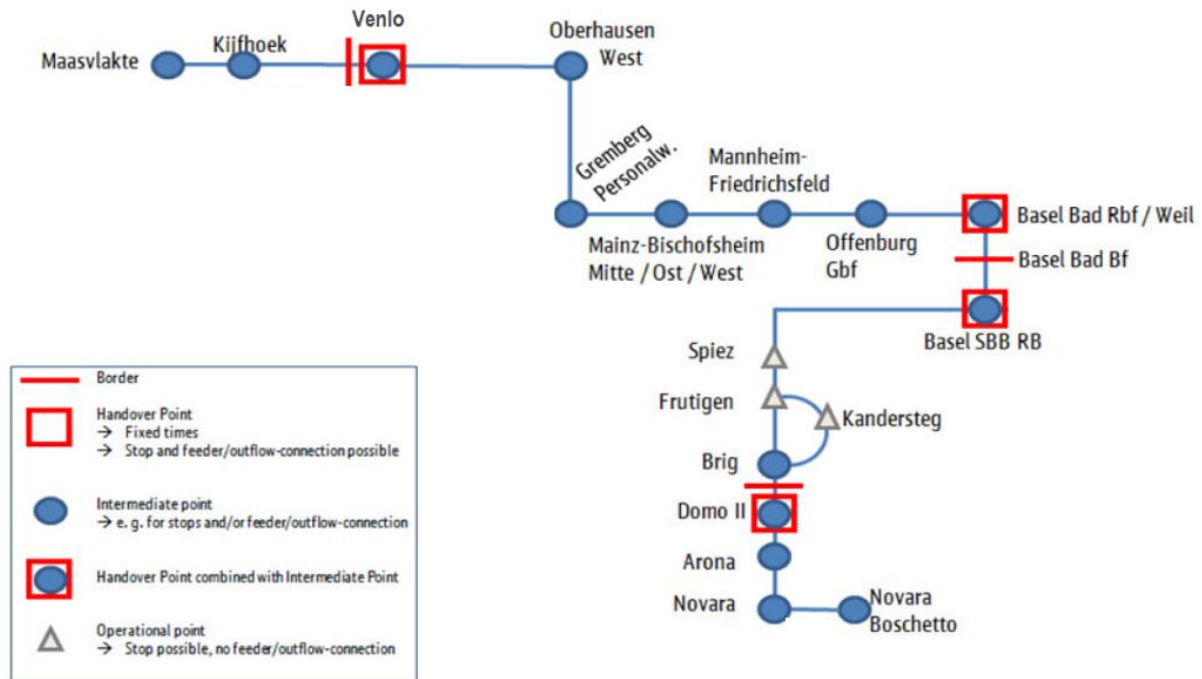 Venlo
Kijfhoek
Maasvlakte
Oberhausen
West
Gremberg
Personalw.
Mannheim-
Friedrichsfeld
Mainz-Bischofsheim
Mitte / Ost / West
Offenburg
Gbf
Basel Bad Rbf / Weil
Basel Bad Bf
Basel SBB RB
Spiez
Frutigen
Kandersteg
Brig
Domo II
Arona
Novara
Novara
Boschetto
Border
Handover Point
→ Fixed times
→ Stop and feeder/outflow-connection possible
Intermediate point
→ e. g. for stops and/or feeder/outflow-connection
Handover Point combined with Intermediate Point
Operational point
→ Stop possible, no feeder/outflow-connection